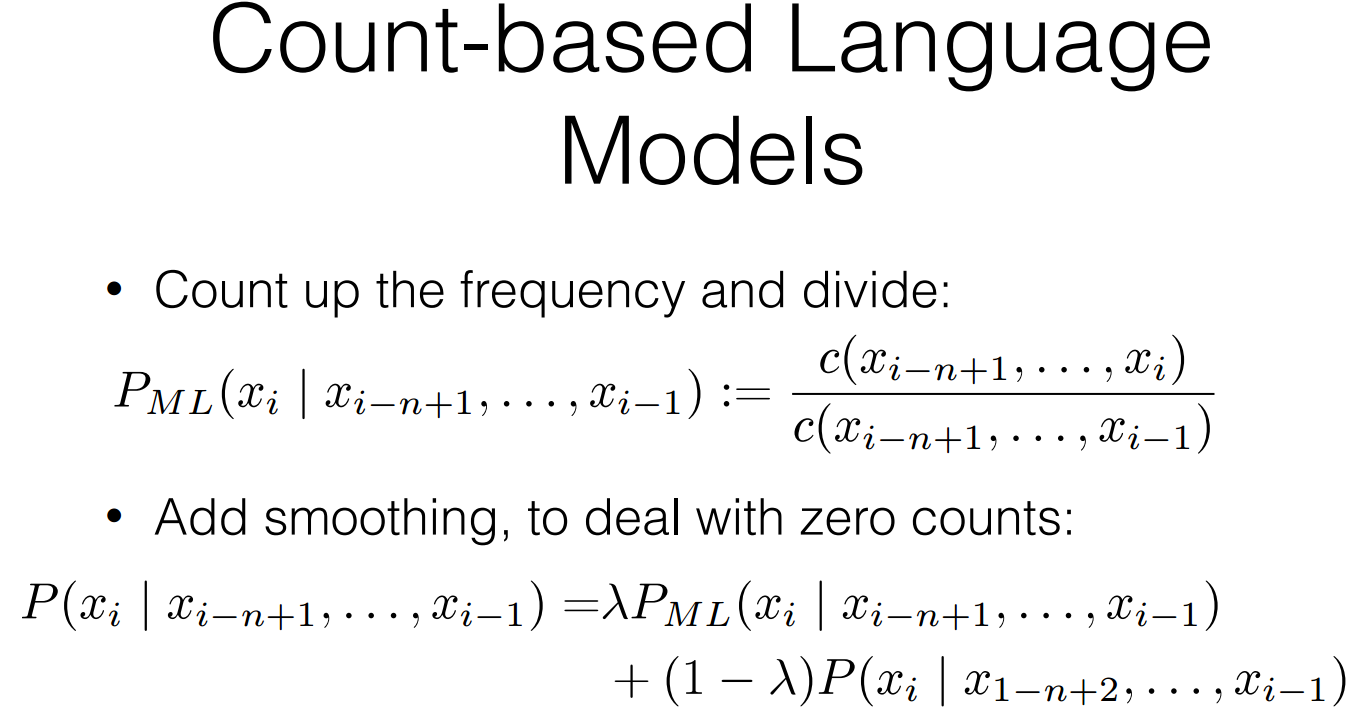 Count-based Language
Models
• Count up the frequency and divide:
$P_{ML}(x_i \mid x_{i-n+1}, \ldots, x_{i-1}) := \frac{c(x_{i-n+1}, \ldots, x_i)}{c(x_{i-n+1}, \ldots, x_{i-1})}$
• Add smoothing, to deal with zero counts:
$P(x_i \mid x_{i-n+1}, \ldots, x_{i-1}) = \lambda P_{ML}(x_i \mid x_{i-n+1}, \ldots, x_{i-1})$
$+ (1 - \lambda) P(x_i \mid x_{1-n+2}, \ldots, x_{i-1})$